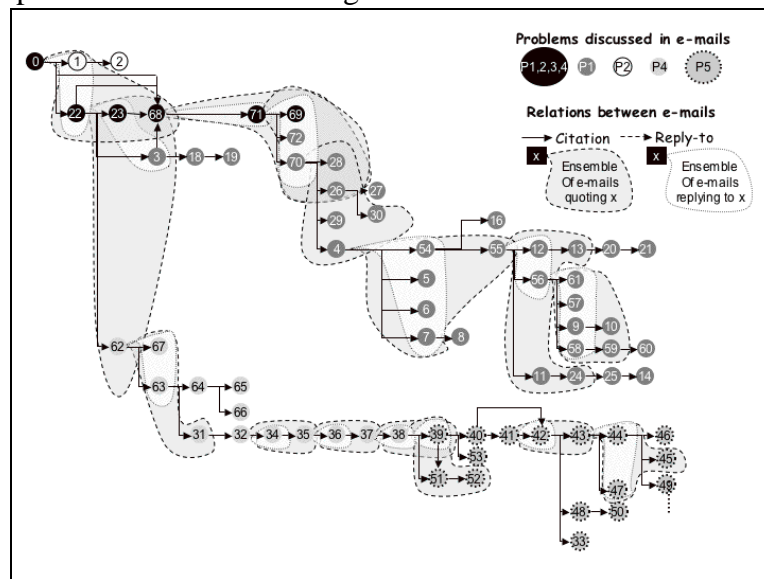 Problems discussed in e-mails
P1,2,3,4 P1 P2 P4 P5
Relations between e-mails
Citation Reply-to
x Ensemble Of e-mails quoting x
x Ensemble Of e-mails replying to x
0 1 2
22 23 68 71 69
72
3 18 19 70 28
26 27
30
29
16
4 54 55 12 13 20 21
5 56 61
57
6
9 10
7 8 58 59 60
62 67
11 24 25 14
63 64 65
66
31 32 34 35 36 37 38 39 40 41 42 43 44 46
53 45
51 52 47 49
48 50
33